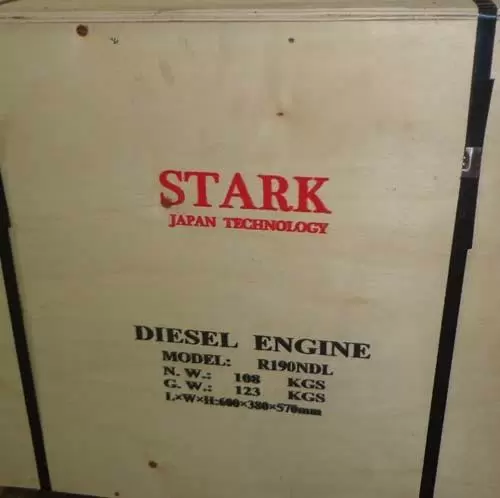 STARK
JAPAN TECHNOLOGY
DIESEL ENGINE
MODEL: R190NDL
N. W.: 108 KGS
G. W.: 123 KGS
L×W×H:600×380×570mm